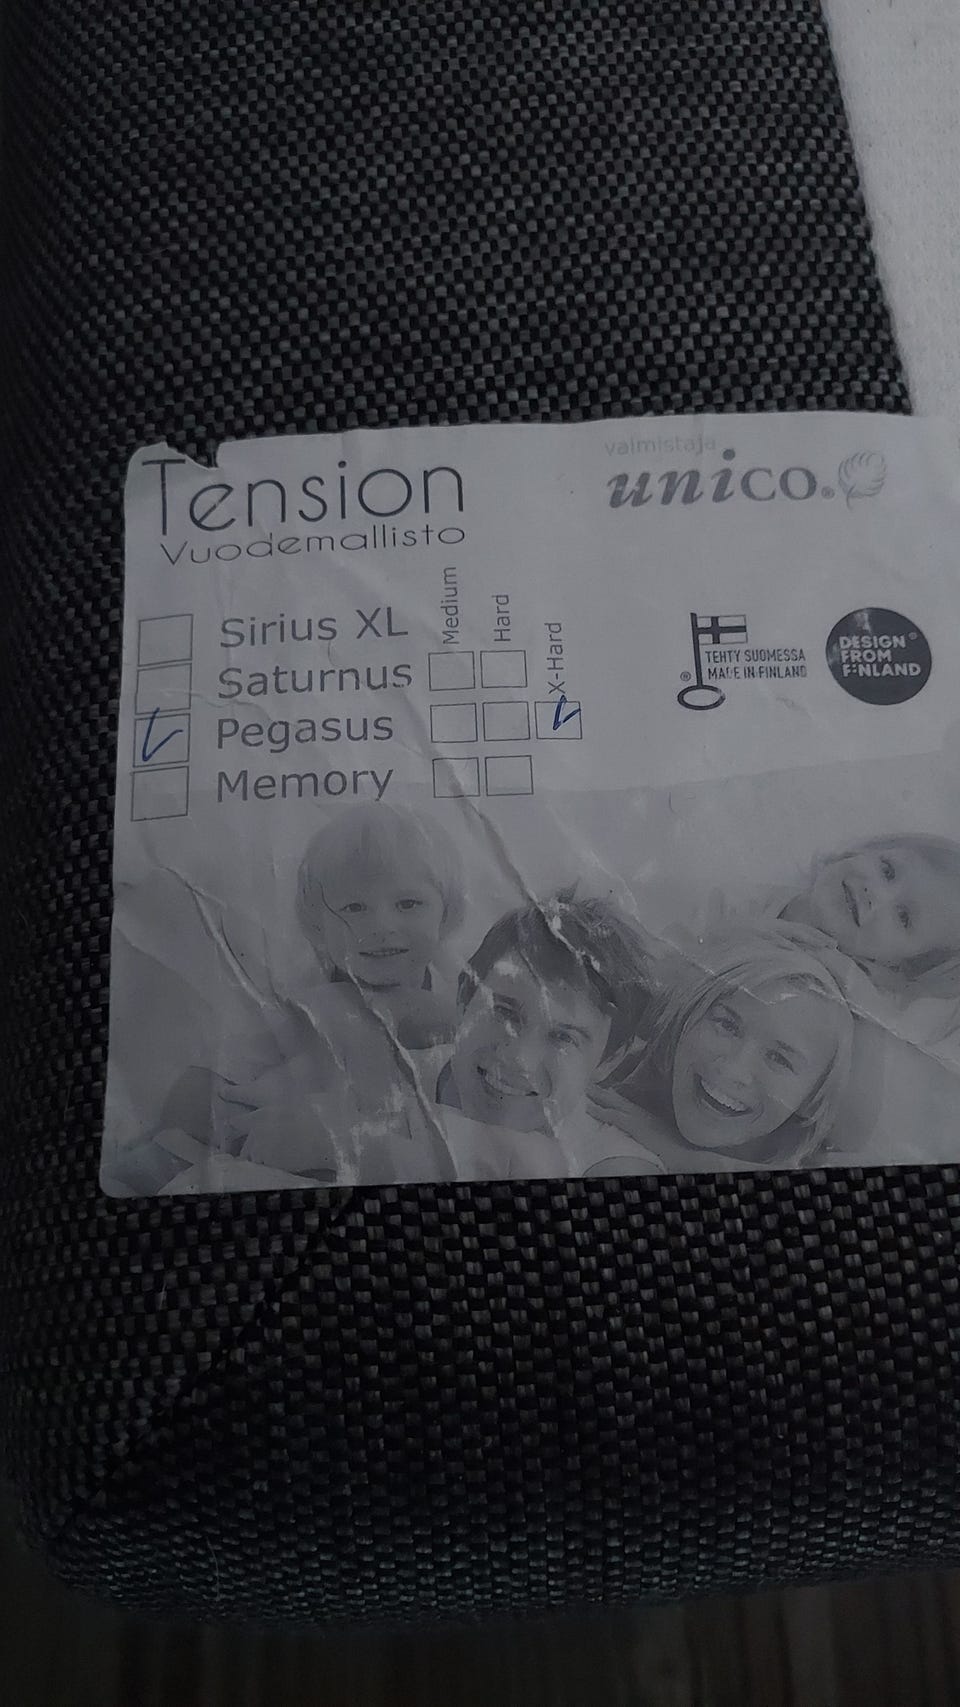 Tension
Vuodemallisto
valmistaja
unico.®
Medium
Hard
X-Hard
Sirius XL
Saturnus
Pegasus
Memory
®
TEHTY SUOMESSA
MADE IN FINLAND
DESIGN®
FROM
FINLAND